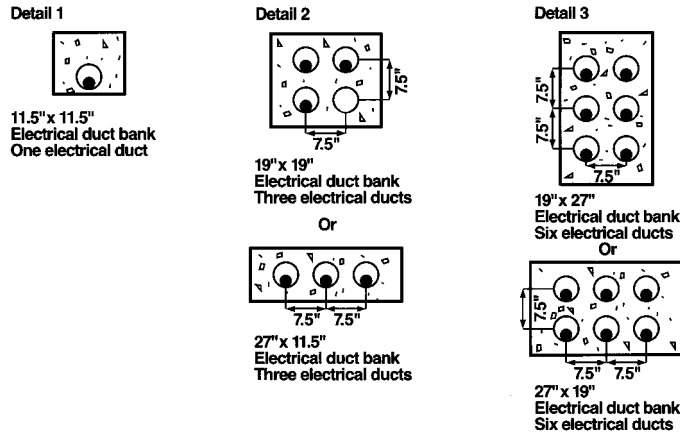 Detail 1
11.5" x 11.5"
Electrical duct bank
One electrical duct
Detail 2
7.5"
7.5"
19" x 19"
Electrical duct bank
Three electrical ducts
Or
7.5" 7.5"
27" x 11.5"
Electrical duct bank
Three electrical ducts
Detail 3
7.5"
7.5"
7.5"
19" x 27"
Electrical duct bank
Six electrical ducts
Or
7.5"
7.5" 7.5"
27" x 19"
Electrical duct bank
Six electrical ducts